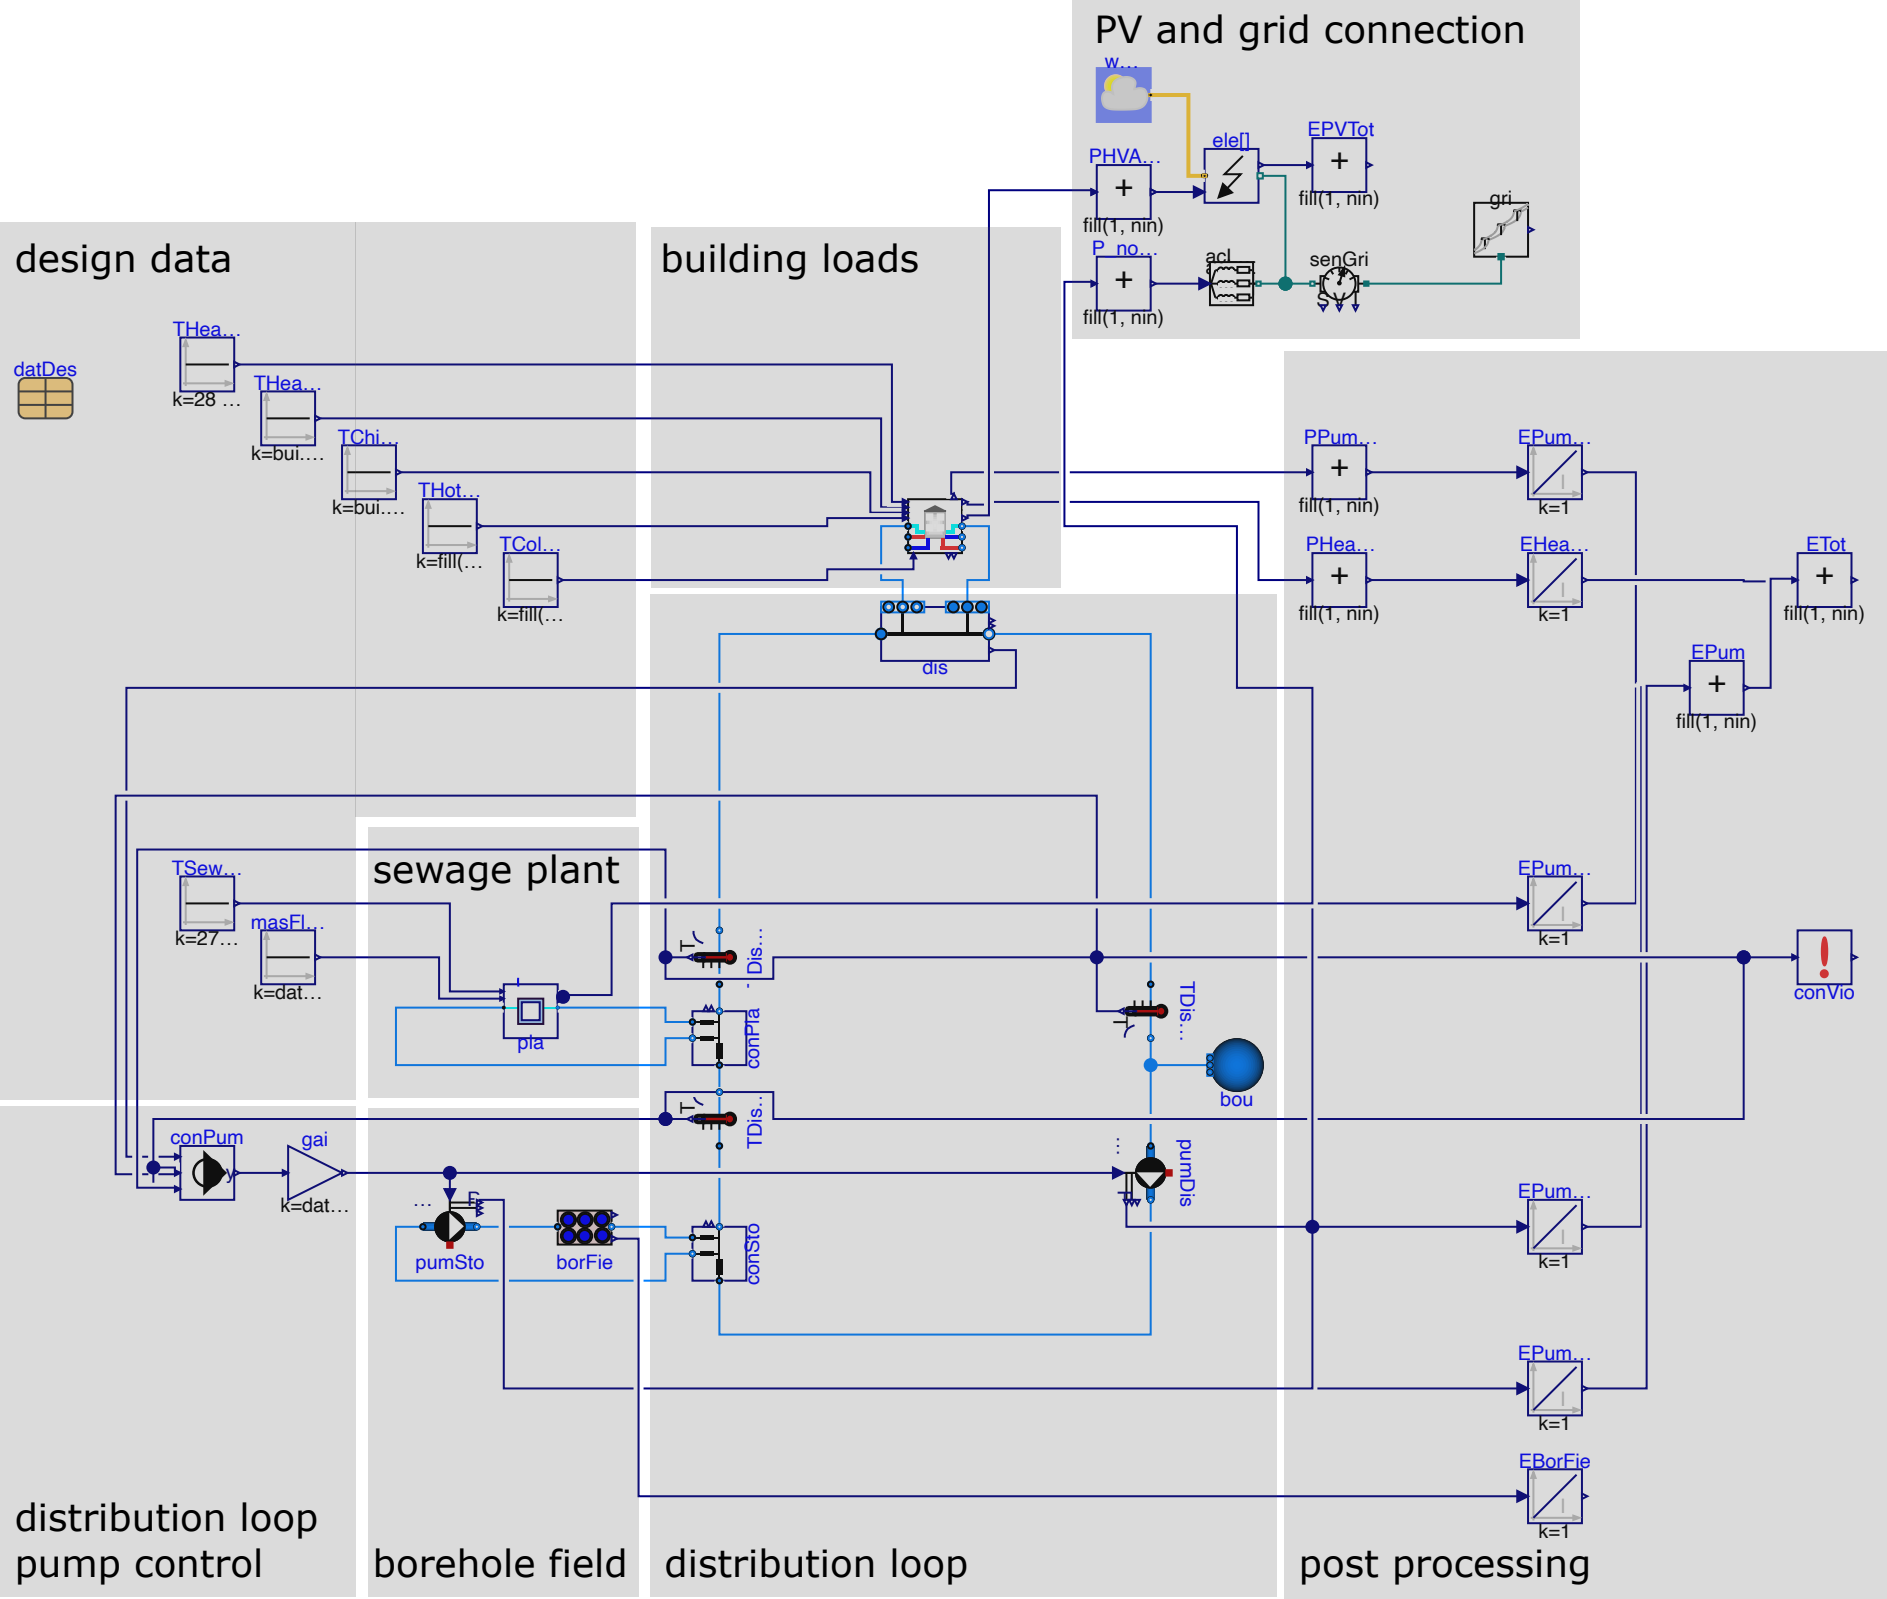 PV and grid connection
w...
ele[]
EPVTot
+
PHVA...
+
fill(1, nin)
fill(1, nin)
gri
P_no...
+
fill(1, nin)
senGri
design data
building loads
THea...
k=28 ...
datDes
THea...
k=bui....
TChi...
k=bui....
THot...
k=fill(...
TCol...
k=fill(...
PPum...
+
fill(1, nin)
EPum...
k=1
PHea...
+
fill(1, nin)
EHea...
k=1
ETot
+
fill(1, nin)
EPum
+
fill(1, nin)
dis
sewage plant
TSew...
k=27...
masFl...
k=dat...
pla
T
Dis...
conPla
TDis...
bou
EPum...
k=1
conVio
T
TDis...
conPum
y
gai
k=dat...
...
pumSto
borFie
conSto
...
pumDis
EPum...
k=1
EPum...
k=1
EBorFie
k=1
distribution loop
pump control
borehole field
distribution loop
post processing